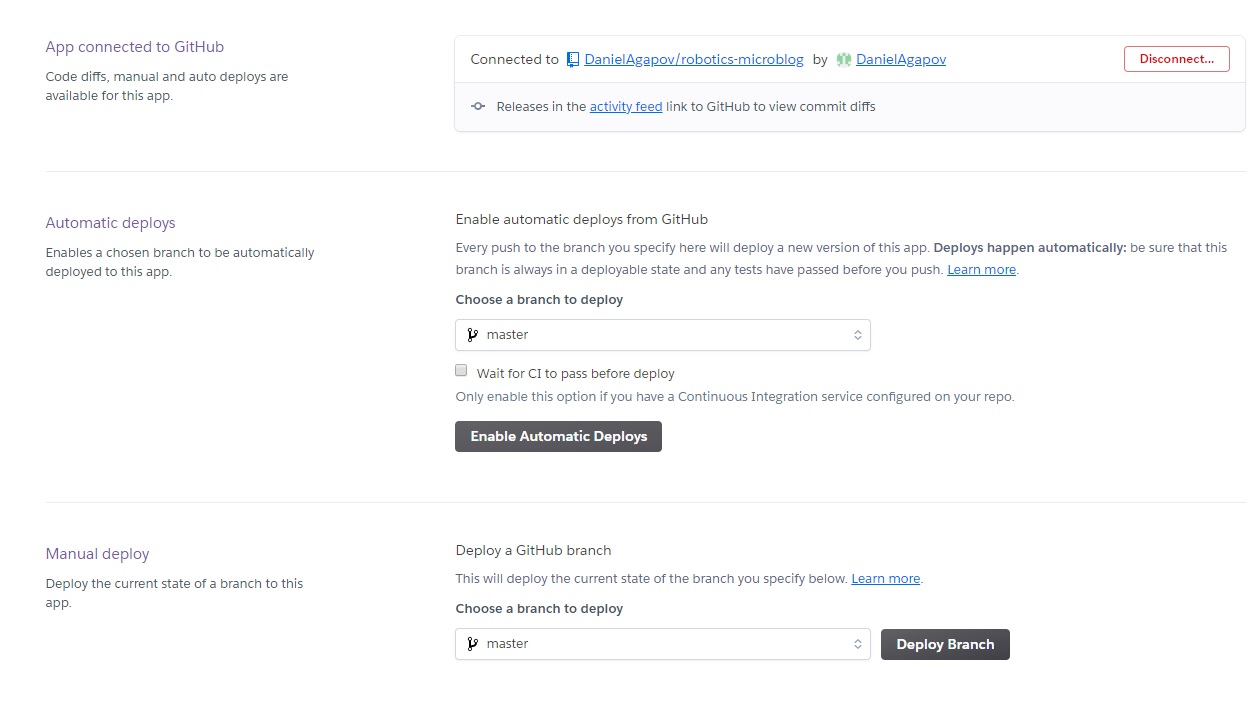 App connected to GitHub
Code diffs, manual and auto deploys are
available for this app.
Connected to DanielAgapov/robotics-microblog by DanielAgapov
Disconnect...
Releases in the activity feed link to GitHub to view commit diffs
Automatic deploys
Enables a chosen branch to be automatically
deployed to this app.
Enable automatic deploys from GitHub
Every push to the branch you specify here will deploy a new version of this app. Deploys happen automatically: be sure that this
branch is always in a deployable state and any tests have passed before you push. Learn more.
Choose a branch to deploy
master
Wait for CI to pass before deploy
Only enable this option if you have a Continuous Integration service configured on your repo.
Enable Automatic Deploys
Manual deploy
Deploy the current state of a branch to this
app.
Deploy a GitHub branch
This will deploy the current state of the branch you specify below. Learn more.
Choose a branch to deploy
master
Deploy Branch